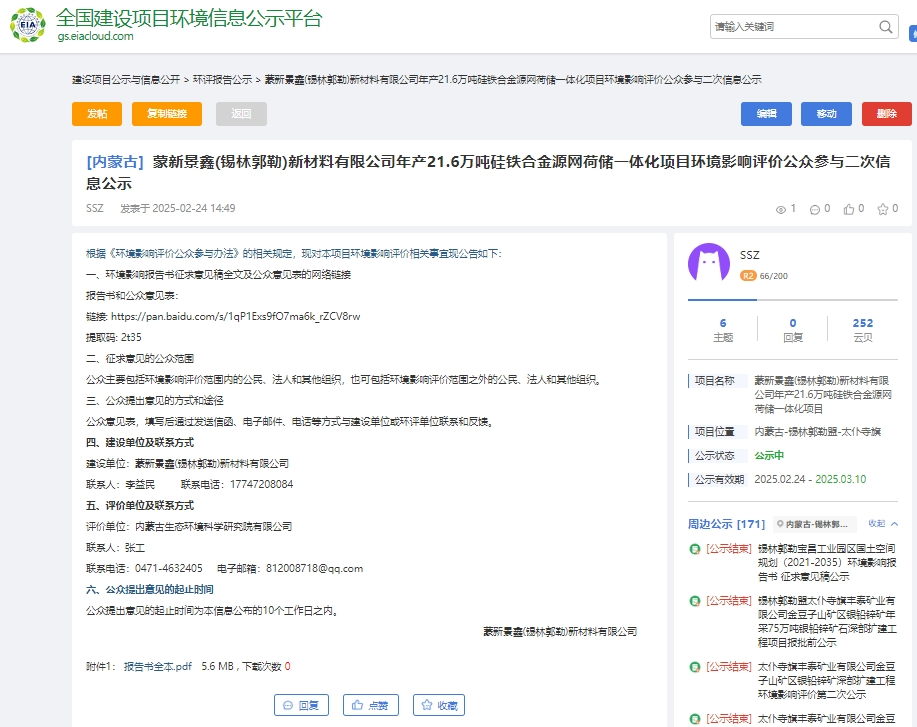 全国建设项目环境信息公示平台
EIA
gs.eiacloud.com
请输入关键词
建设项目公示与信息公开 > 环评报告公示 > 蒙新景鑫(锡林郭勒)新材料有限公司年产21.6万吨硅铁合金源网荷储一体化项目环境影响评价公众参与二次信息公示
发帖
复制链接
返回
编辑
移动
删除
[内蒙古] 蒙新景鑫(锡林郭勒)新材料有限公司年产21.6万吨硅铁合金源网荷储一体化项目环境影响评价公众参与二次信
息公示
SSZ 发表于 2025-02-24 14:49
1 0 0 0
根据《环境影响评价公众参与办法》的相关规定，现对本项目环境影响评价相关事宜现公告如下：
一、环境影响报告书征求意见稿全文及公众意见表的网络链接
报告书和公众意见表：
链接: https://pan.baidu.com/s/1qP1Exs9fO7ma6k_rZCV8rw
提取码: 2t35
二、征求意见的公众范围
公众主要包括环境影响评价范围内的公民、法人和其他组织，也可包括环境影响评价范围之外的公民、法人和其他组织。
三、公众提出意见的方式和途径
公众意见表，填写后通过发送信函、电子邮件、电话等方式与建设单位或环评单位联系和反馈。
四、建设单位及联系方式
建设单位：蒙新景鑫(锡林郭勒)新材料有限公司
联系人：李益民 联系电话：17747208084
五、评价单位及联系方式
评价单位：内蒙古生态环境科学研究院有限公司
联系人：张工
联系电话：0471-4632405 电子邮箱：812008718@qq.com
六、公众提出意见的起止时间
公众提出意见的起止时间为本信息公布的10个工作日之内。
蒙新景鑫(锡林郭勒)新材料有限公司
附件1： 报告书全本.pdf 5.6 MB , 下载次数 0
回复
点赞
收藏
SSZ
R2 66/200
6 0 252
主题 回复 云贝
项目名称 蒙新景鑫(锡林郭勒)新材料有限
公司年产21.6万吨硅铁合金源网
荷储一体化项目
项目位置 内蒙古-锡林郭勒盟-太仆寺旗
公示状态 公示中
公示有效期 2025.02.24 - 2025.03.10
周边公示 [171] 内蒙古-锡林郭... 收起
[公示结束] 锡林郭勒宝昌工业园区国土空间
规划（2021-2035）环境影响报
告书 征求意见稿公示
[公示结束] 锡林郭勒盟太仆寺旗丰泰矿业有
限公司金豆子山矿区银铅锌矿年
采75万吨银铅锌矿石深部扩建工
程项目报批前公示
[公示结束] 太仆寺旗丰泰矿业有限公司金豆
子山矿区银铅锌矿深部扩建工程
环境影响评价第二次公示
[公示结束] 太仆寺旗丰泰矿业有限公司金豆